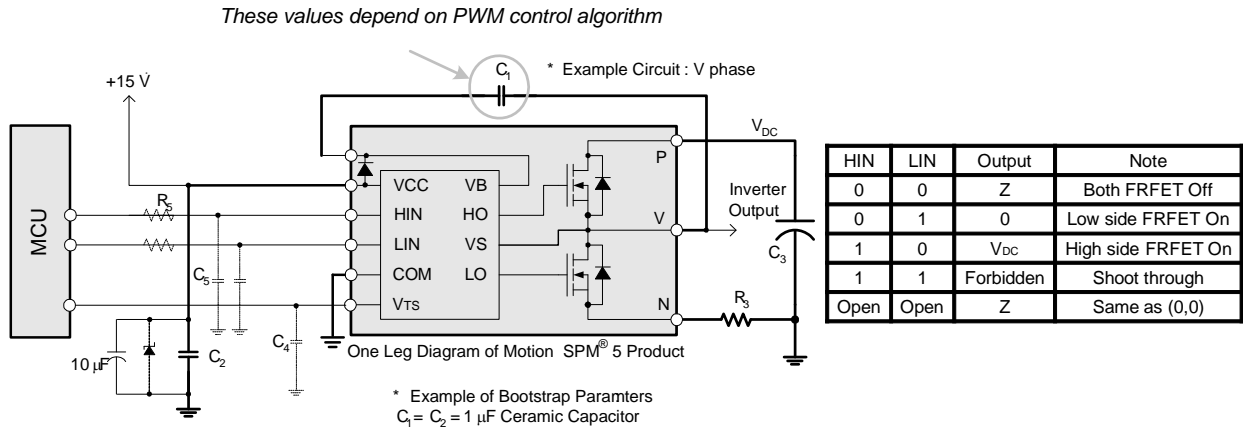 These values depend on PWM control algorithm
C1
* Example Circuit : V phase
+15 V
VDC
P
MCU
R5
VCC VB
HIN HO
LIN VS
COM LO
VTS
V
Inverter
Output
C3
C5
N
R3
10 μF
C2
C4
One Leg Diagram of Motion SPM® 5 Product
* Example of Bootstrap Paramters
C1= C2 = 1 μF Ceramic Capacitor
HIN LIN Output Note
0 0 Z Both FRFET Off
0 1 0 Low side FRFET On
1 0 VDC High side FRFET On
1 1 Forbidden Shoot through
Open Open Z Same as (0,0)